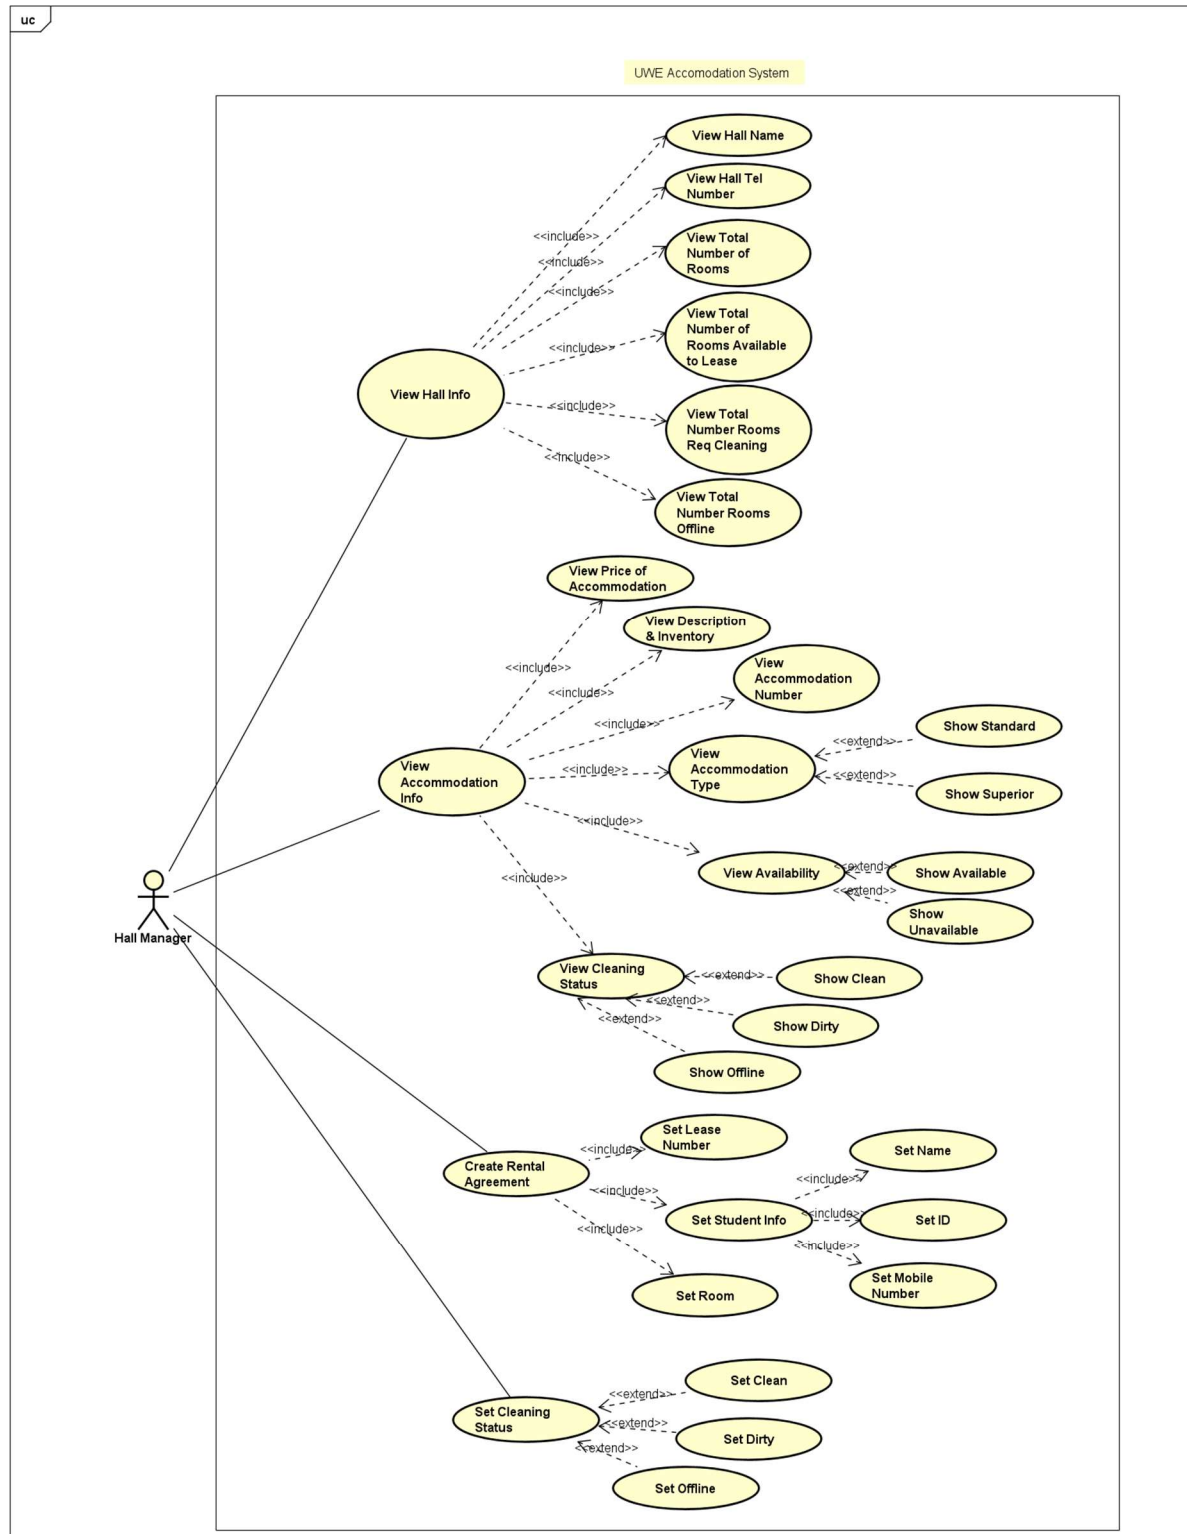 uc
UWE Accomodation System
View Hall Name
View Hall Tel
Number
<<include>>
View Total
Number of
Rooms
<<include>>
<<include>>
View Total
Number of
Rooms Available
to Lease
<<include>>
View Hall Info
<<include>>
View Total
Number Rooms
Req Cleaning
<<include>>
View Total
Number Rooms
Offline
View Price of
Accommodation
View Description
& Inventory
<<include>>
View
Accommodation
Number
<<include>>
<<include>>
View
Accommodation
Info
<<include>>
View
Accommodation
Type
<<extend>>
Show Standard
<<extend>>
Show Superior
<<include>>
View Availability
<<extend>>
Show Available
<<extend>>
Show
Unavailable
<<include>>
Hall Manager
View Cleaning
Status
<<extend>>
Show Clean
<<extend>>
Show Dirty
<<extend>>
Show Offline
Set Lease
Number
<<include>>
Create Rental
Agreement
<<include>>
Set Student Info
<<include>>
Set Name
<<include>>
Set ID
<<include>>
Set Mobile
Number
<<include>>
Set Room
Set Clean
<<extend>>
Set Cleaning
Status
<<extend>>
Set Dirty
<<extend>>
Set Offline